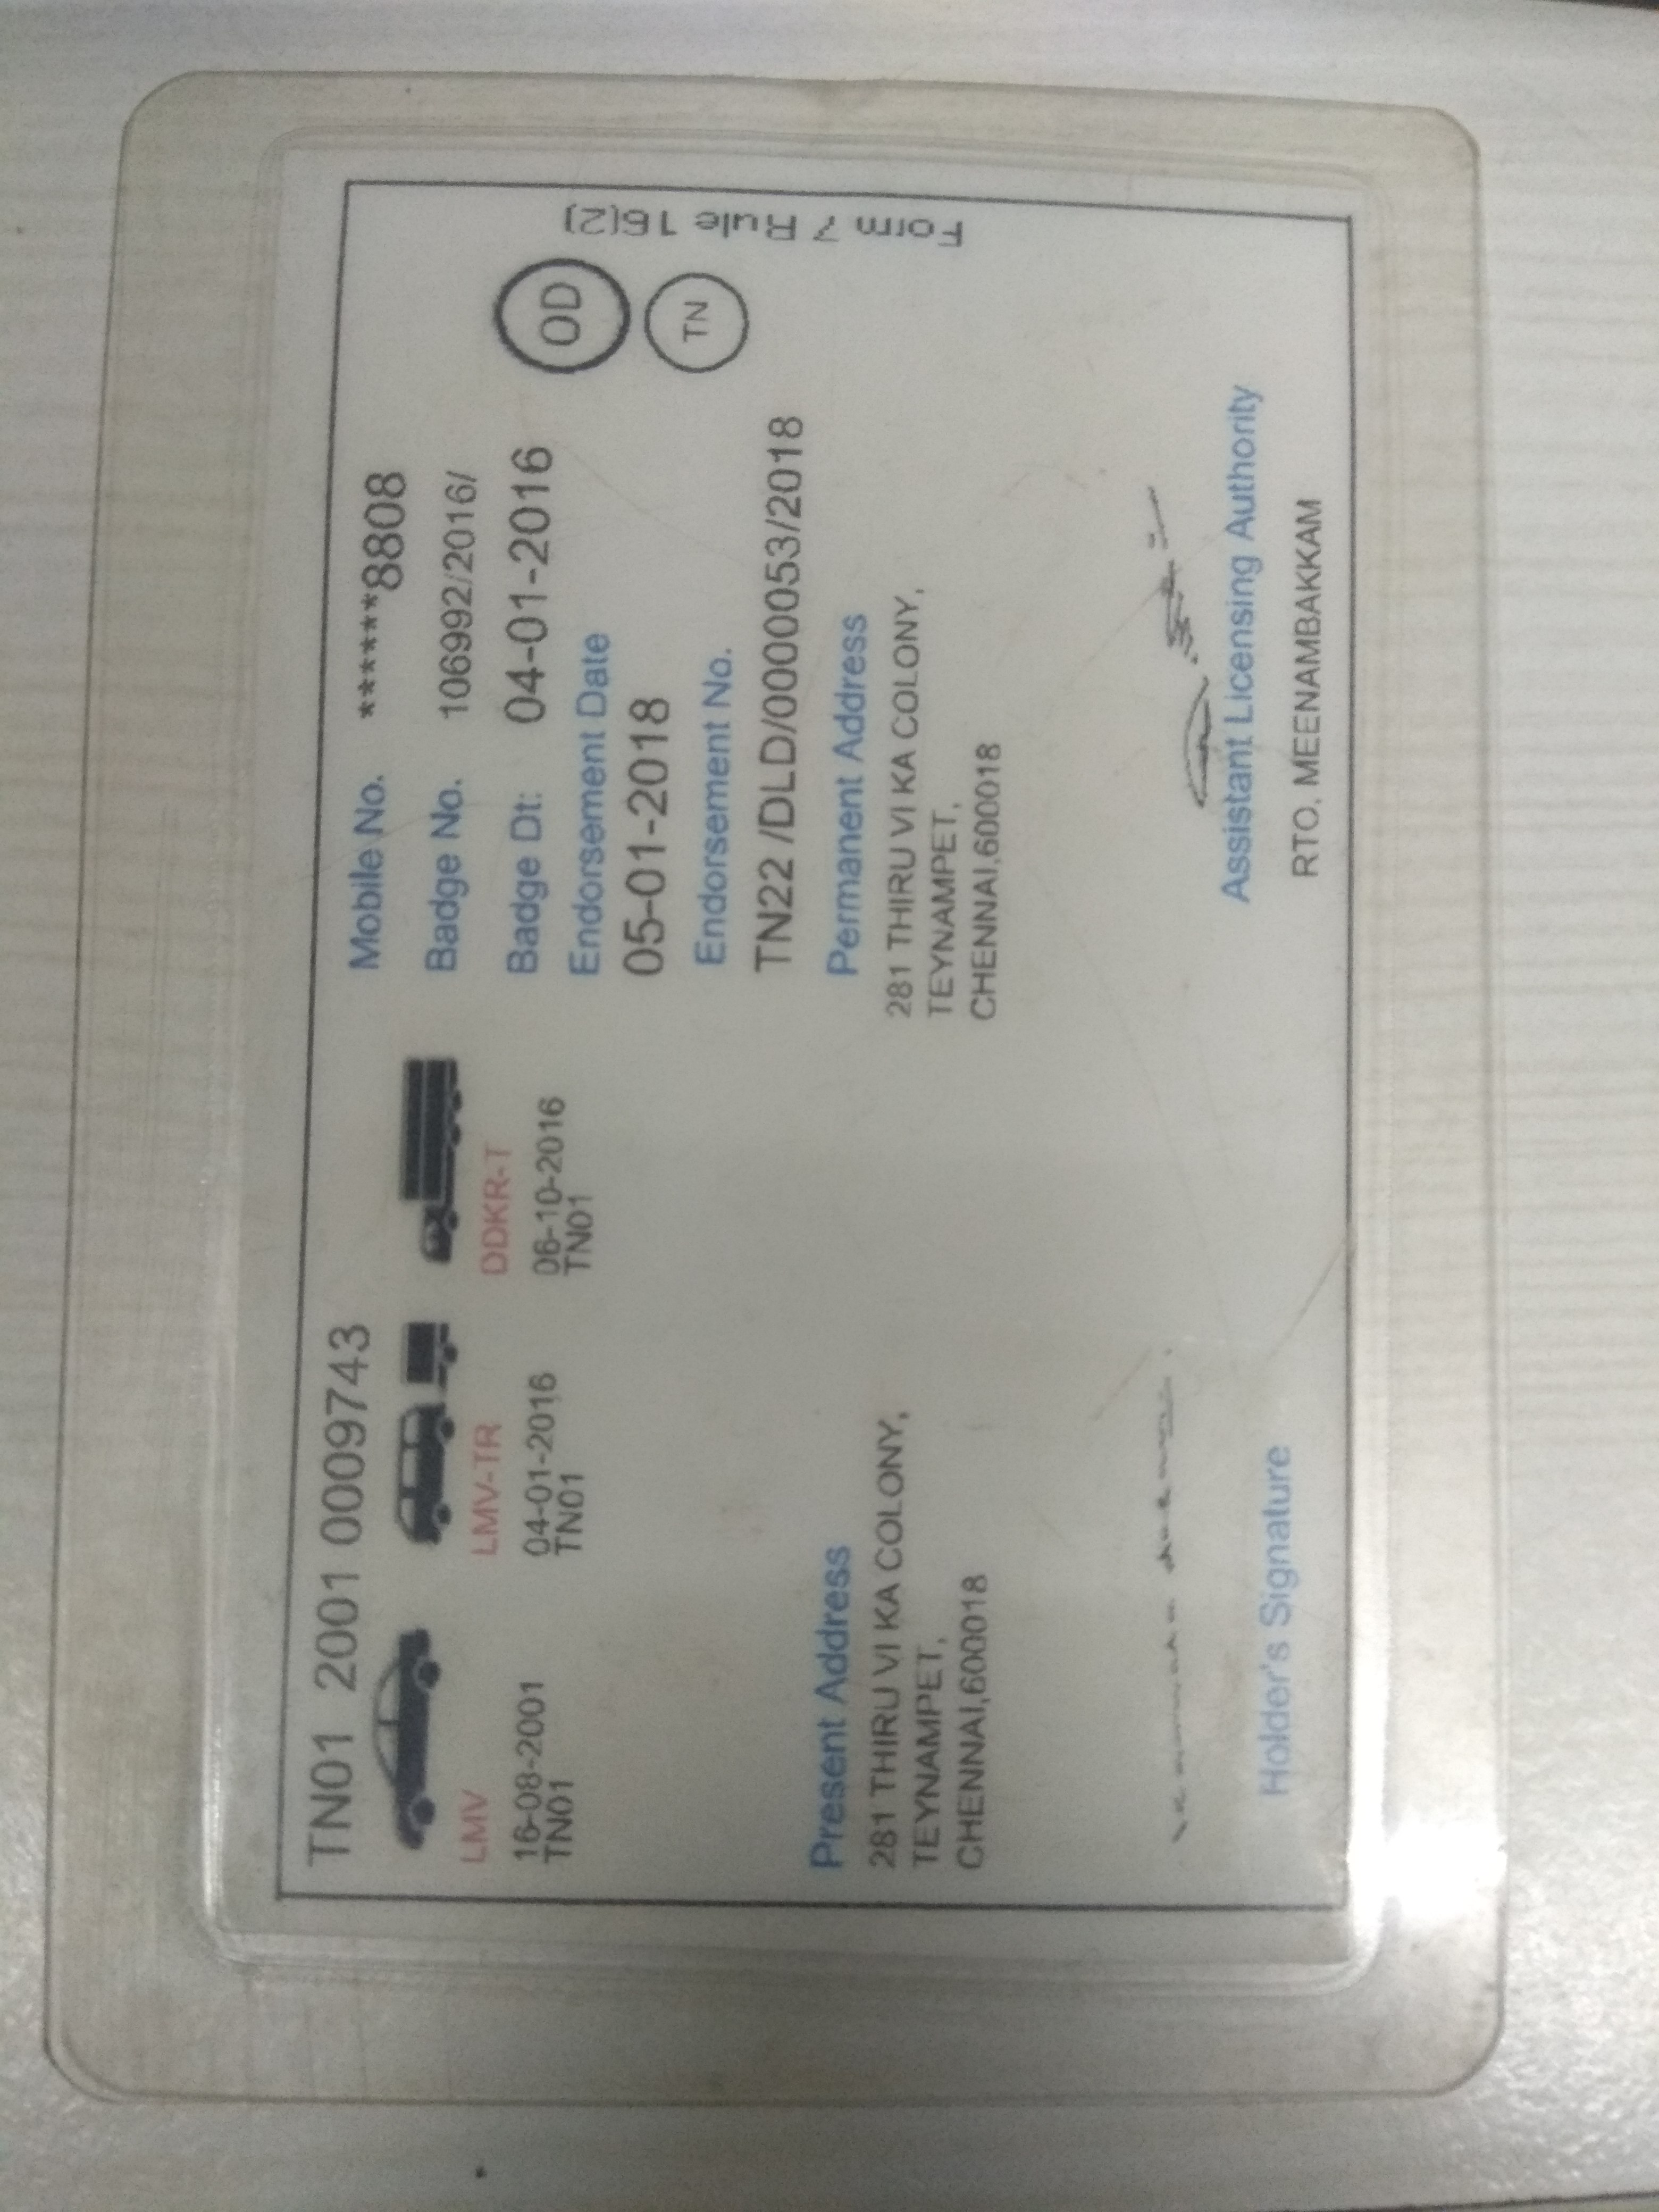 TN01 2001 0009743
LMV
16-08-2001
TN01
LMV-TR
04-01-2016
TN01
DDKR-T
06-10-2016
TN01
Mobile No. ******8808
Badge No. 106992/2016/
Badge Dt: 04-01-2016
Endorsement Date
05-01-2018
Endorsement No.
TN22 /DLD/0000053/2018
OD
TN
Form 7 Rule 16(2)
Present Address
281 THIRU VI KA COLONY,
TEYNAMPET,
CHENNAI,600018
Permanent Address
281 THIRU VI KA COLONY,
TEYNAMPET,
CHENNAI,600018
Holder's Signature
Assistant Licensing Authority
RTO, MEENAMBAKKAM